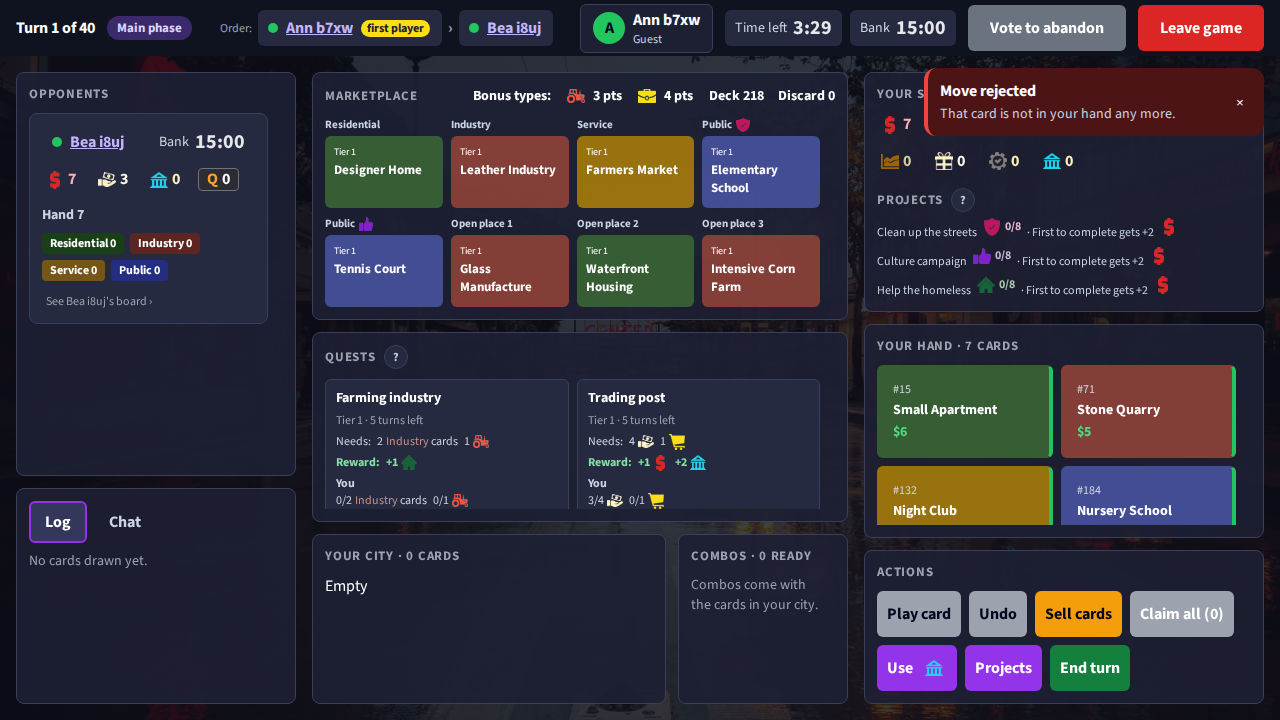 Turn 1 of 40 Main phase Order: Ann b7xw first player › Bea i8uj A Ann b7xw Guest Time left 3:29 Bank 15:00 Vote to abandon Leave game
OPPONENTS
Bea i8uj Bank 15:00
7 3 0 Q 0
Hand 7
Residential 0 Industry 0
Service 0 Public 0
See Bea i8uj's board ›
Log Chat
No cards drawn yet.
MARKETPLACE Bonus types: 3 pts 4 pts Deck 218 Discard 0
Residential Industry Service Public
Tier 1 Tier 1 Tier 1 Tier 1
Designer Home Leather Industry Farmers Market Elementary
School
Public Open place 1 Open place 2 Open place 3
Tier 1 Tier 1 Tier 1 Tier 1
Tennis Court Glass Waterfront Intensive Corn
Manufacture Housing Farm
QUESTS ?
Farming industry Trading post
Tier 1 · 5 turns left Tier 1 · 5 turns left
Needs: 2 Industry cards 1 Needs: 4 1
Reward: +1 Reward: +1 +2
You You
0/2 Industry cards 0/1 3/4 0/1
YOUR CITY · 0 CARDS
Empty
COMBOS · 0 READY
Combos come with
the cards in your city.
YOUR S
Move rejected
That card is not in your hand any more.
×
7
0 0 0 0
PROJECTS ?
Clean up the streets 0/8 · First to complete gets +2
Culture campaign 0/8 · First to complete gets +2
Help the homeless 0/8 · First to complete gets +2
YOUR HAND · 7 CARDS
#15 #71
Small Apartment Stone Quarry
$6 $5
#132 #184
Night Club Nursery School
ACTIONS
Play card Undo Sell cards Claim all (0)
Use Projects End turn